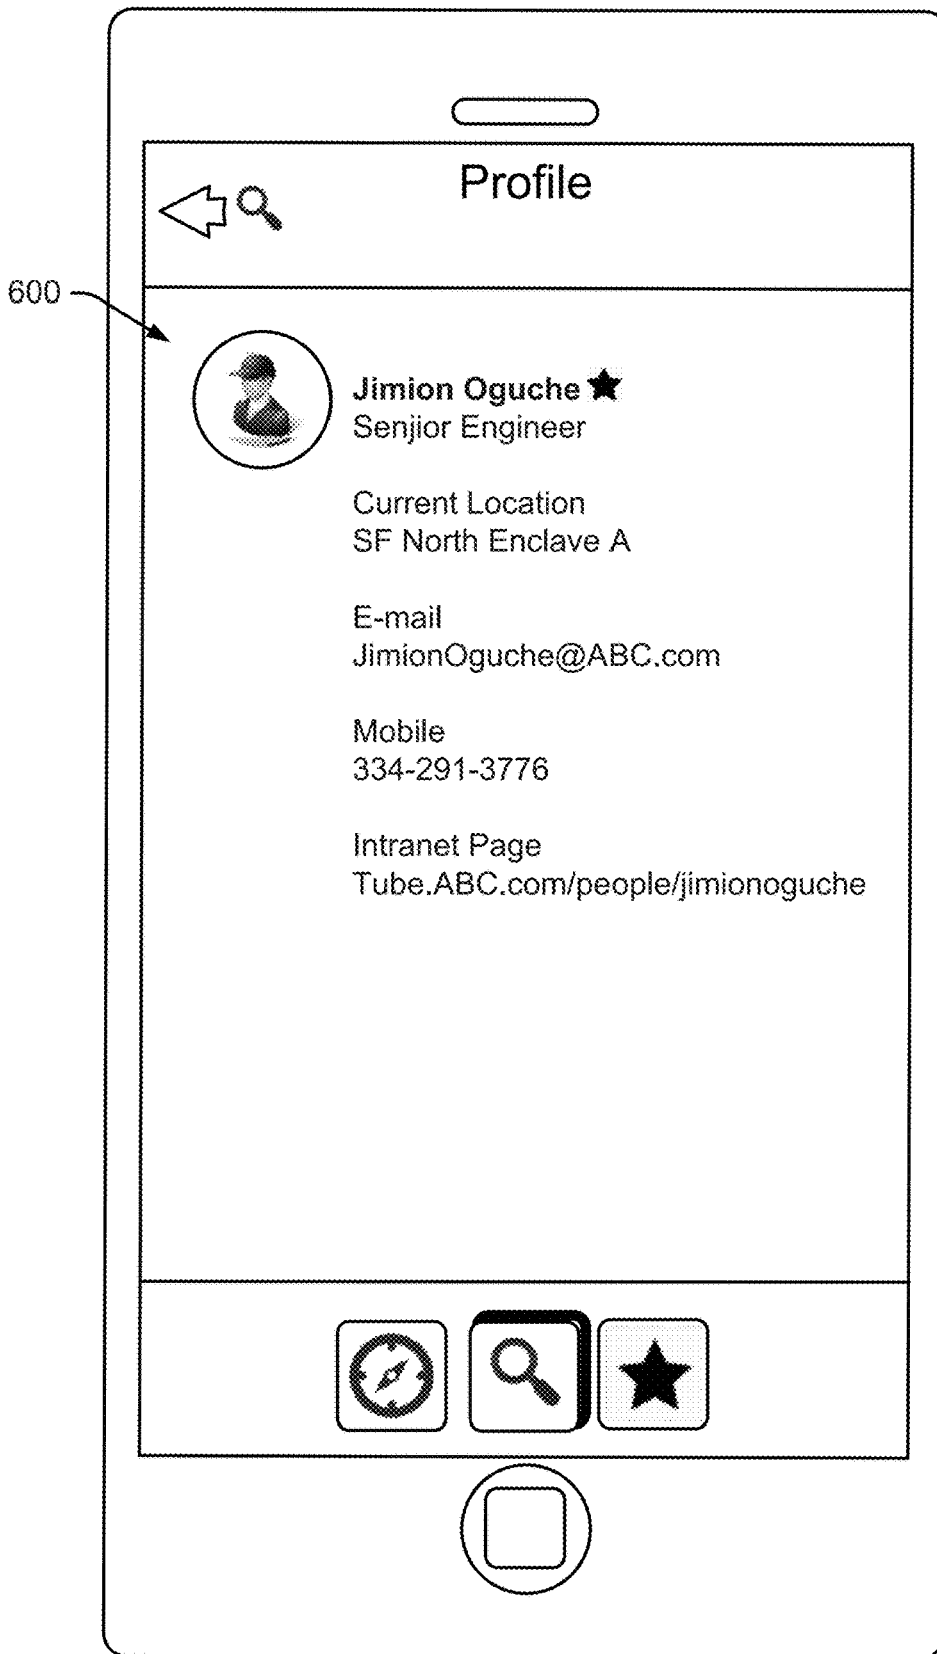 Profile
600
Jimion Oguche
Senjior Engineer
Current Location
SF North Enclave A
E-mail
JimionOguche@ABC.com
Mobile
334-291-3776
Intranet Page
Tube.ABC.com/people/jimionoguche